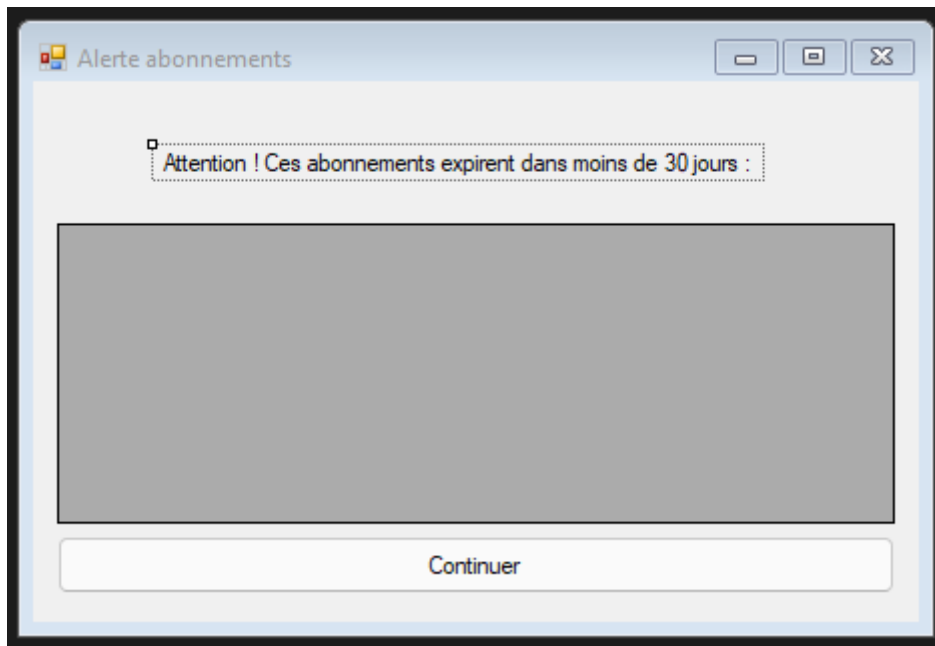 Alerte abonnements
Attention ! Ces abonnements expirent dans moins de 30 jours :
Continuer